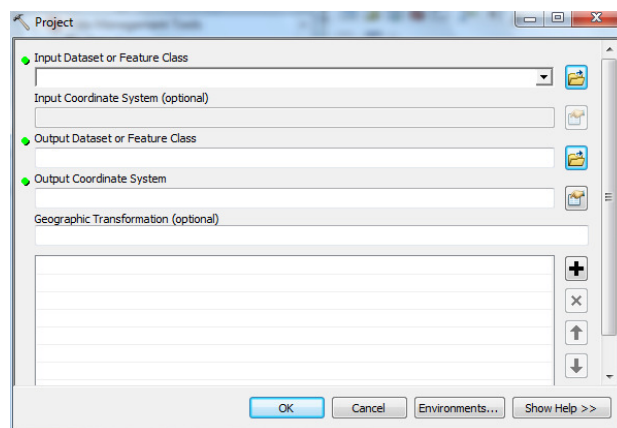 Project
Input Dataset or Feature Class
Input Coordinate System (optional)
Output Dataset or Feature Class
Output Coordinate System
Geographic Transformation (optional)
OK
Cancel
Environments...
Show Help >>